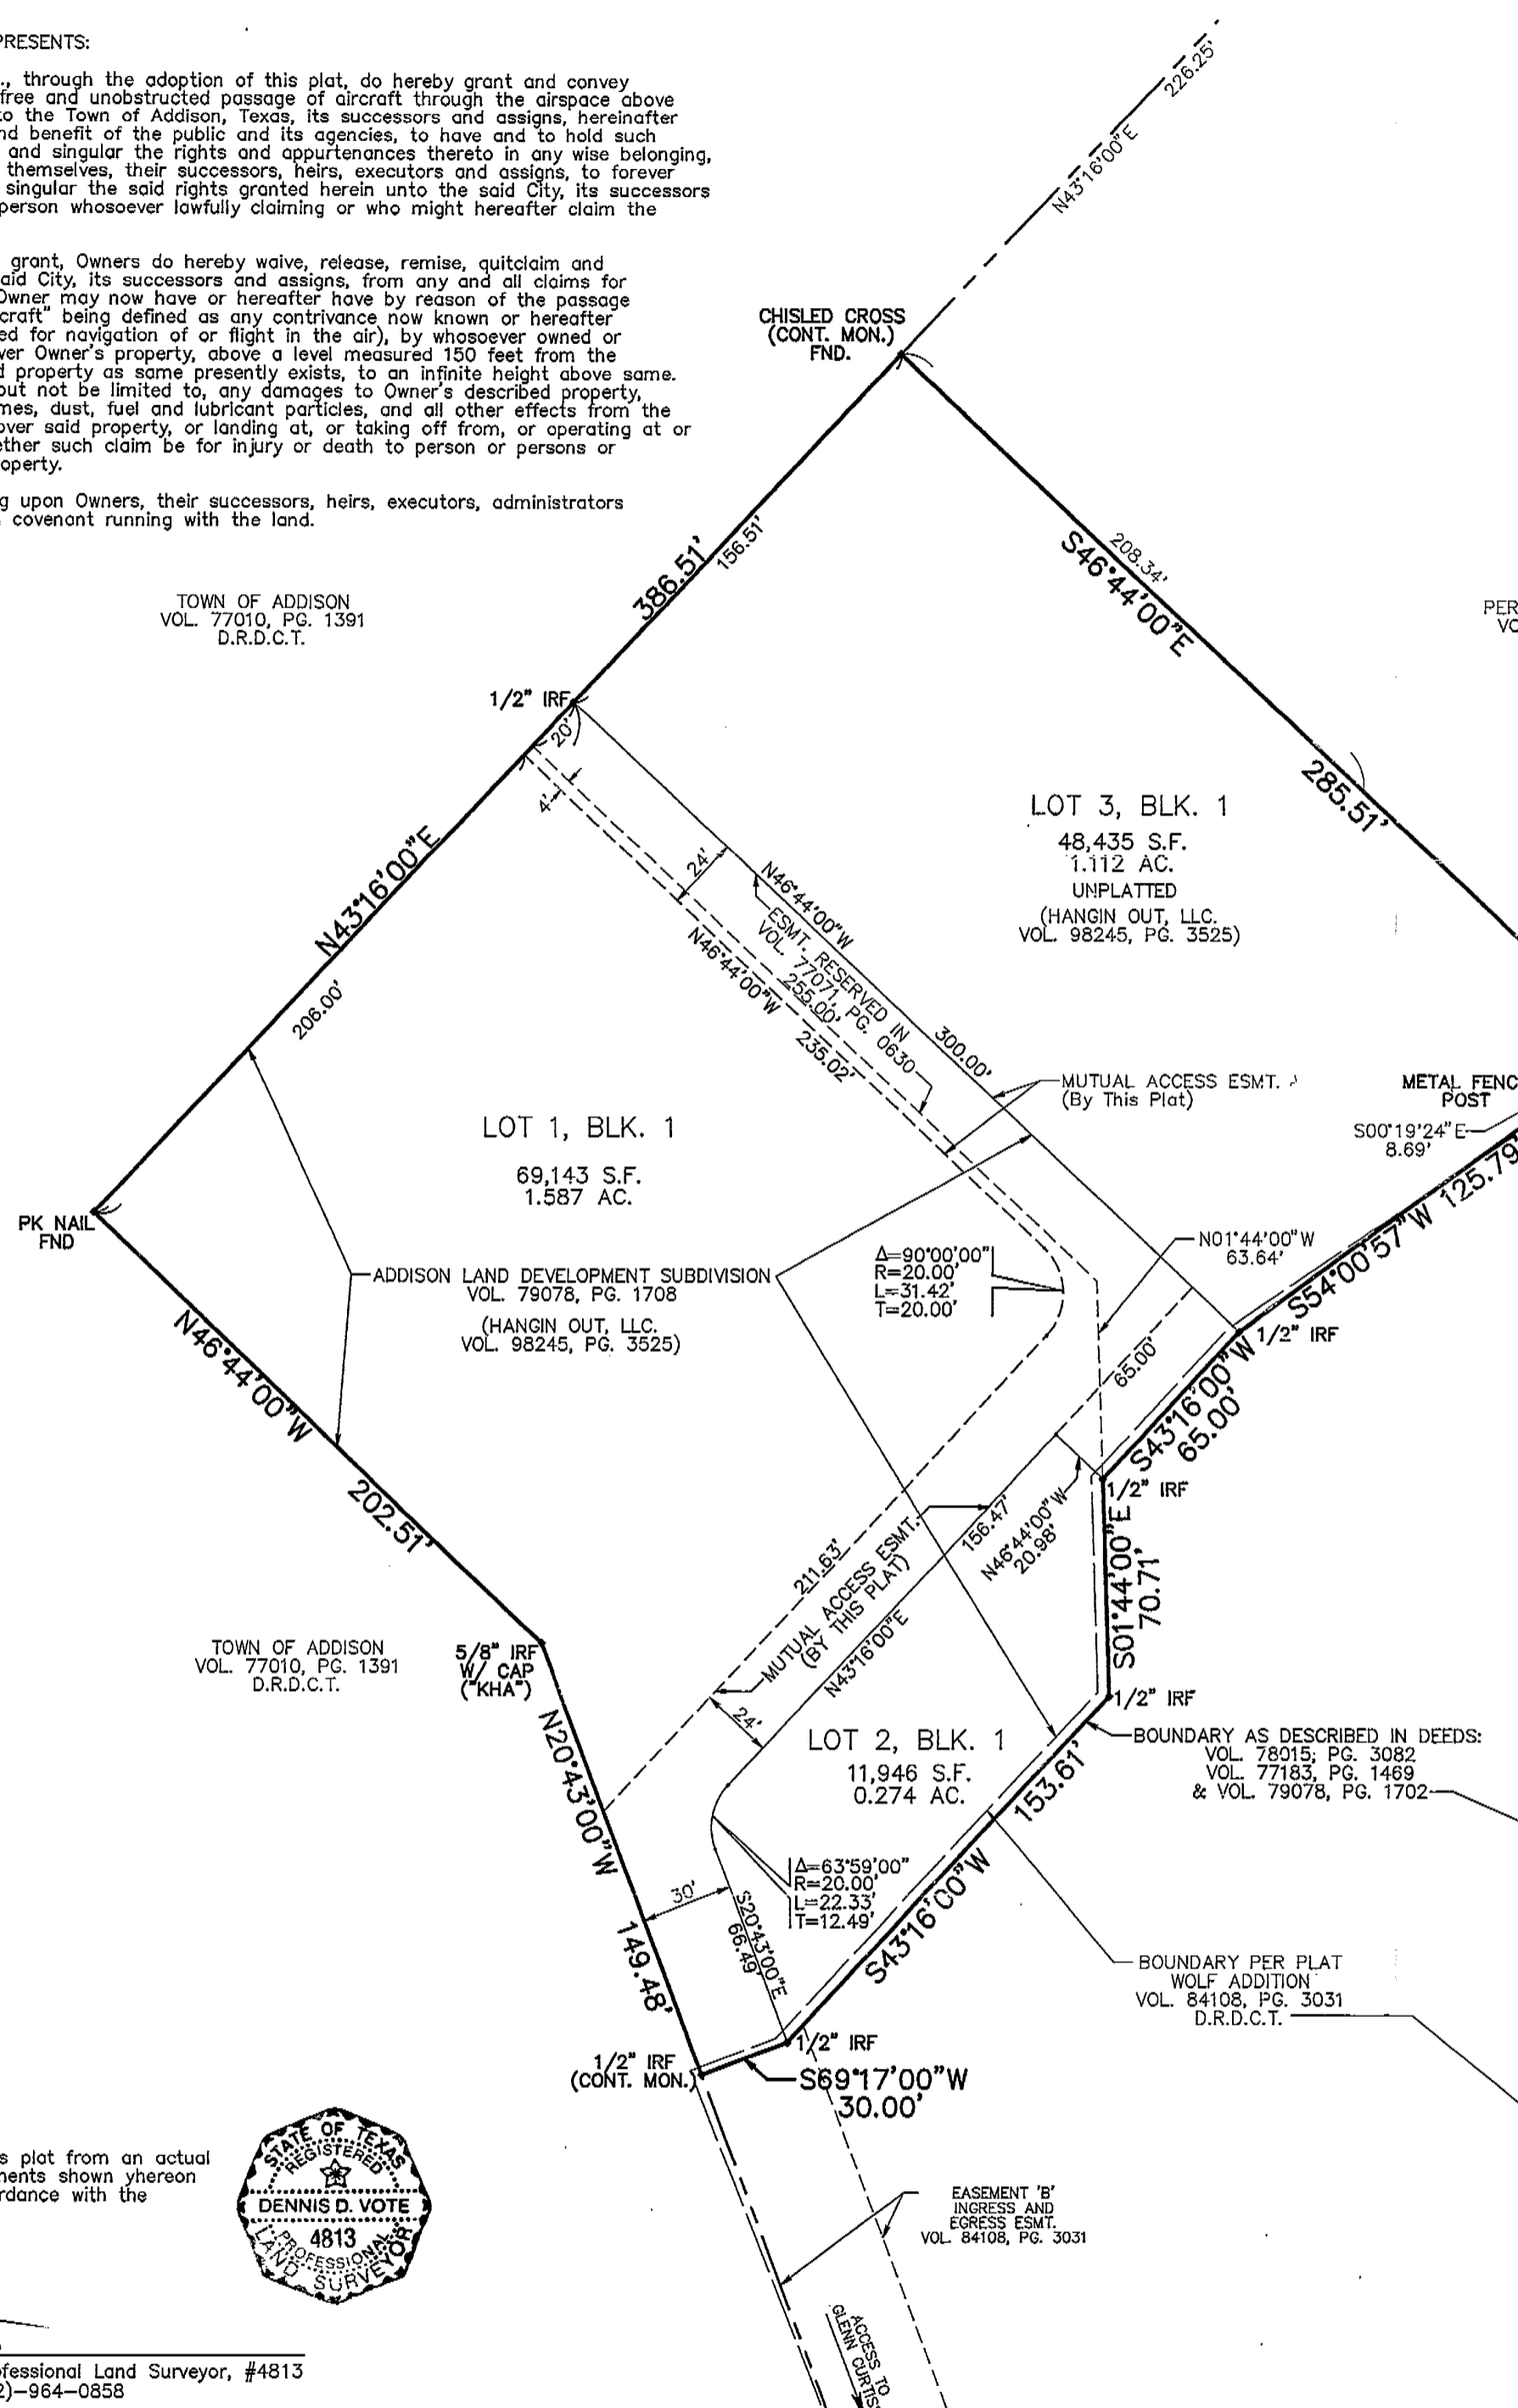 PRESENTS:
., through the adoption of this plat, do hereby grant and convey
free and unobstructed passage of aircraft through the airspace above
to the Town of Addison, Texas, its successors and assigns, hereinafter
nd benefit of the public and its agencies, to have and to hold such
and singular the rights and appurtenances thereto in any wise belonging,
themselves, their successors, heirs, executors and assigns, to forever
singular the said rights granted herein unto the said City, its successors
person whosoever lawfully claiming or who might hereafter claim the
grant, Owners do hereby waive, release, remise, quitclaim and
aid City, its successors and assigns, from any and all claims for
Owner may now have or hereafter have by reason of the passage
craft" being defined as any contrivance now known or hereafter
ed for navigation of or flight in the air), by whosoever owned or
ver Owner's property, above a level measured 150 feet from the
d property as same presently exists, to an infinite height above same.
but not be limited to, any damages to Owner's described property,
mes, dust, fuel and lubricant particles, and all other effects from the
over said property, or landing at, or taking off from, or operating at or
ether such claim be for injury or death to person or persons or
operty.
g upon Owners, their successors, heirs, executors, administrators
covenant running with the land.
226.25'
N43°16'00"E
CHISLED CROSS
(CONT. MON.)
FND.
386.51'
156.51'
208.34'
S46°44'00"E
285.51'
TOWN OF ADDISON
VOL. 77010, PG. 1391
D.R.D.C.T.
PER
VO
1/2" IRF
20'
4'
24'
N43°16'00"E
206.00'
LOT 3, BLK. 1
48,435 S.F.
1.112 AC.
UNPLATTED
(HANGIN OUT, LLC.
VOL. 98245, PG. 3525)
N46°44'00"W
300.00'
ESMT. RESERVED IN
VOL. 77071, PG. 0630
255.00'
N46°44'00"W
235.02'
MUTUAL ACCESS ESMT.
(By This Plat)
METAL FENC
POST
S00°19'24"E
8.69'
S54°00'57"W 125.79
LOT 1, BLK. 1
69,143 S.F.
1.587 AC.
PK NAIL
FND
N01°44'00"W
63.64'
Δ=90°00'00"
R=20.00'
L=31.42'
T=20.00'
ADDISON LAND DEVELOPMENT SUBDIVISION
VOL. 79078, PG. 1708
(HANGIN OUT, LLC.
VOL. 98245, PG. 3525)
1/2" IRF
65.00'
S43°16'00"W
65.00'
N46°44'00"W
202.51'
1/2" IRF
N46°44'00"W
20.98'
156.47'
S01°44'00"E
70.71'
211.63'
MUTUAL ACCESS ESMT.
(BY THIS PLAT)
N43°16'00"E
TOWN OF ADDISON
VOL. 77010, PG. 1391
D.R.D.C.T.
5/8" IRF
W/ CAP
("KHA")
1/2" IRF
24'
N20°43'00"W
149.48'
LOT 2, BLK. 1
11,946 S.F.
0.274 AC.
BOUNDARY AS DESCRIBED IN DEEDS:
VOL. 78015; PG. 3082
VOL. 77183, PG. 1469
& VOL. 79078, PG. 1702
153.61'
S43°16'00"W
Δ=63°59'00"
R=20.00'
L=22.33'
T=12.49'
30'
S20°43'00"E
66.49'
BOUNDARY PER PLAT
WOLF ADDITION
VOL. 84108, PG. 3031
D.R.D.C.T.
1/2" IRF
1/2" IRF
(CONT. MON.)
S69°17'00"W
30.00'
s plat from an actual
ments shown yhereon
rdance with the
STATE OF TEXAS
REGISTERED
DENNIS D. VOTE
4813
PROFESSIONAL
LAND SURVEYOR
EASEMENT 'B'
INGRESS AND
EGRESS ESMT.
VOL. 84108, PG. 3031
ACCESS TO
GLENN CURTISS
ofessional Land Surveyor, #4813
2)-964-0858